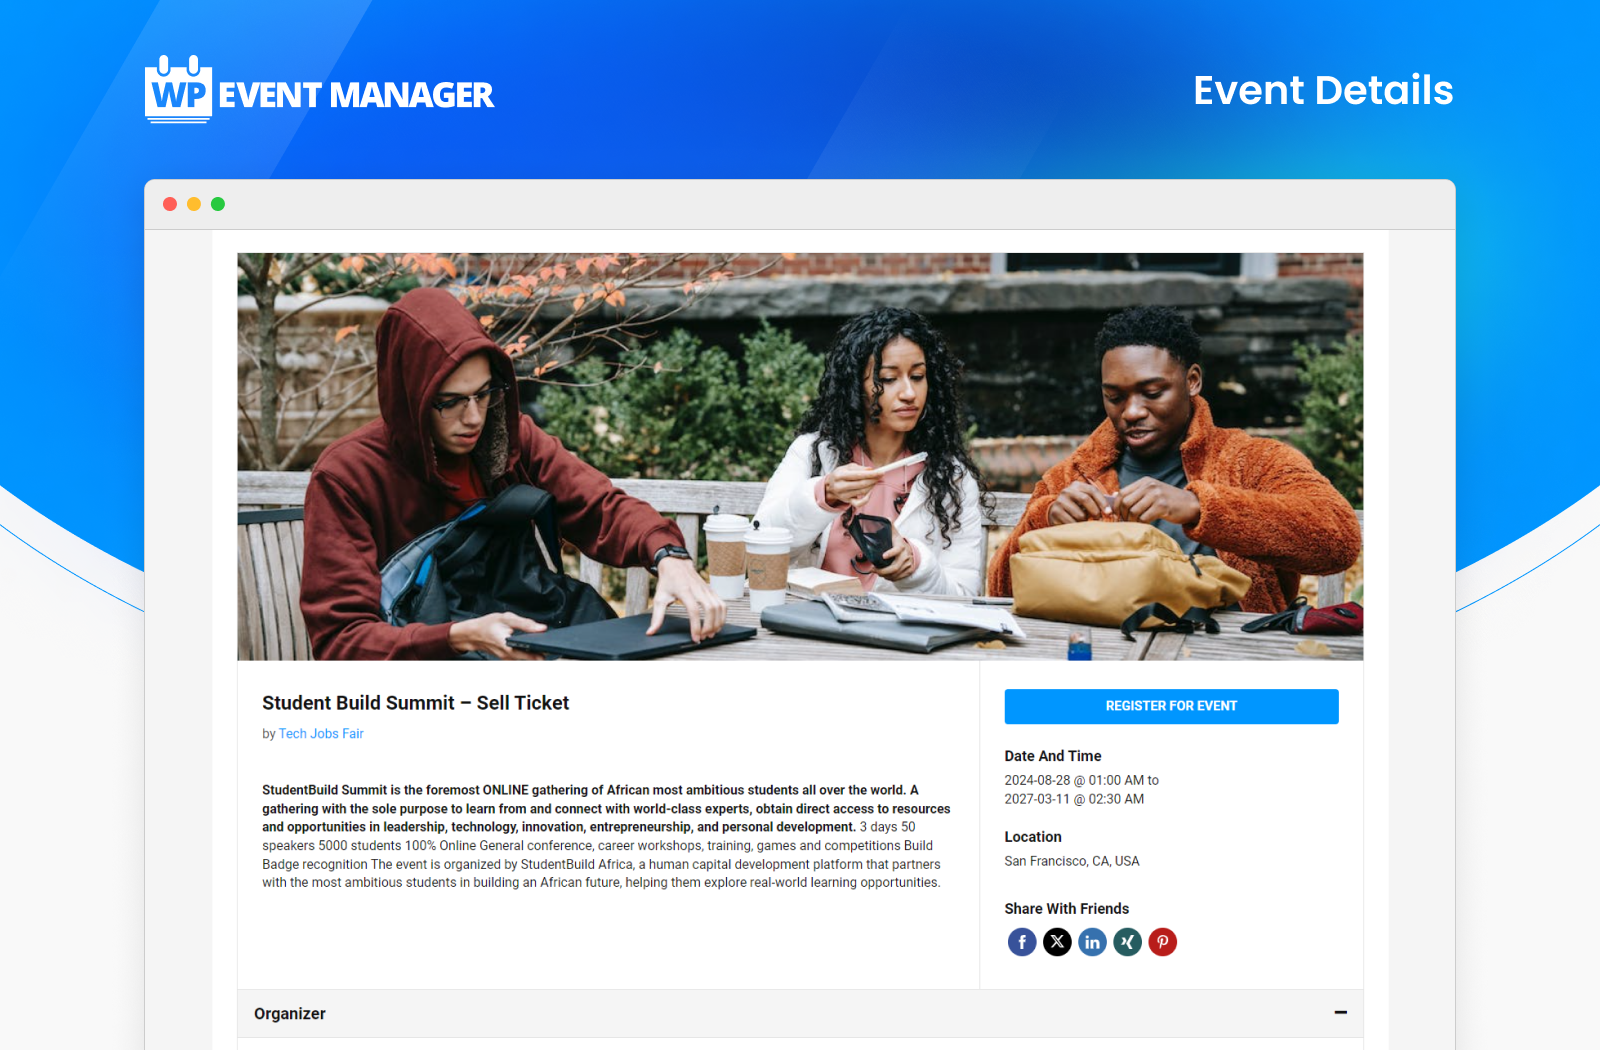 WP EVENT MANAGER
Event Details
Student Build Summit – Sell Ticket
by Tech Jobs Fair
StudentBuild Summit is the foremost ONLINE gathering of African most ambitious students all over the world. A
gathering with the sole purpose to learn from and connect with world-class experts, obtain direct access to resources
and opportunities in leadership, technology, innovation, entrepreneurship, and personal development. 3 days 50
speakers 5000 students 100% Online General conference, career workshops, training, games and competitions Build
Badge recognition The event is organized by StudentBuild Africa, a human capital development platform that partners
with the most ambitious students in building an African future, helping them explore real-world learning opportunities.
REGISTER FOR EVENT
Date And Time
2024-08-28 @ 01:00 AM to
2027-03-11 @ 02:30 AM
Location
San Francisco, CA, USA
Share With Friends
Organizer